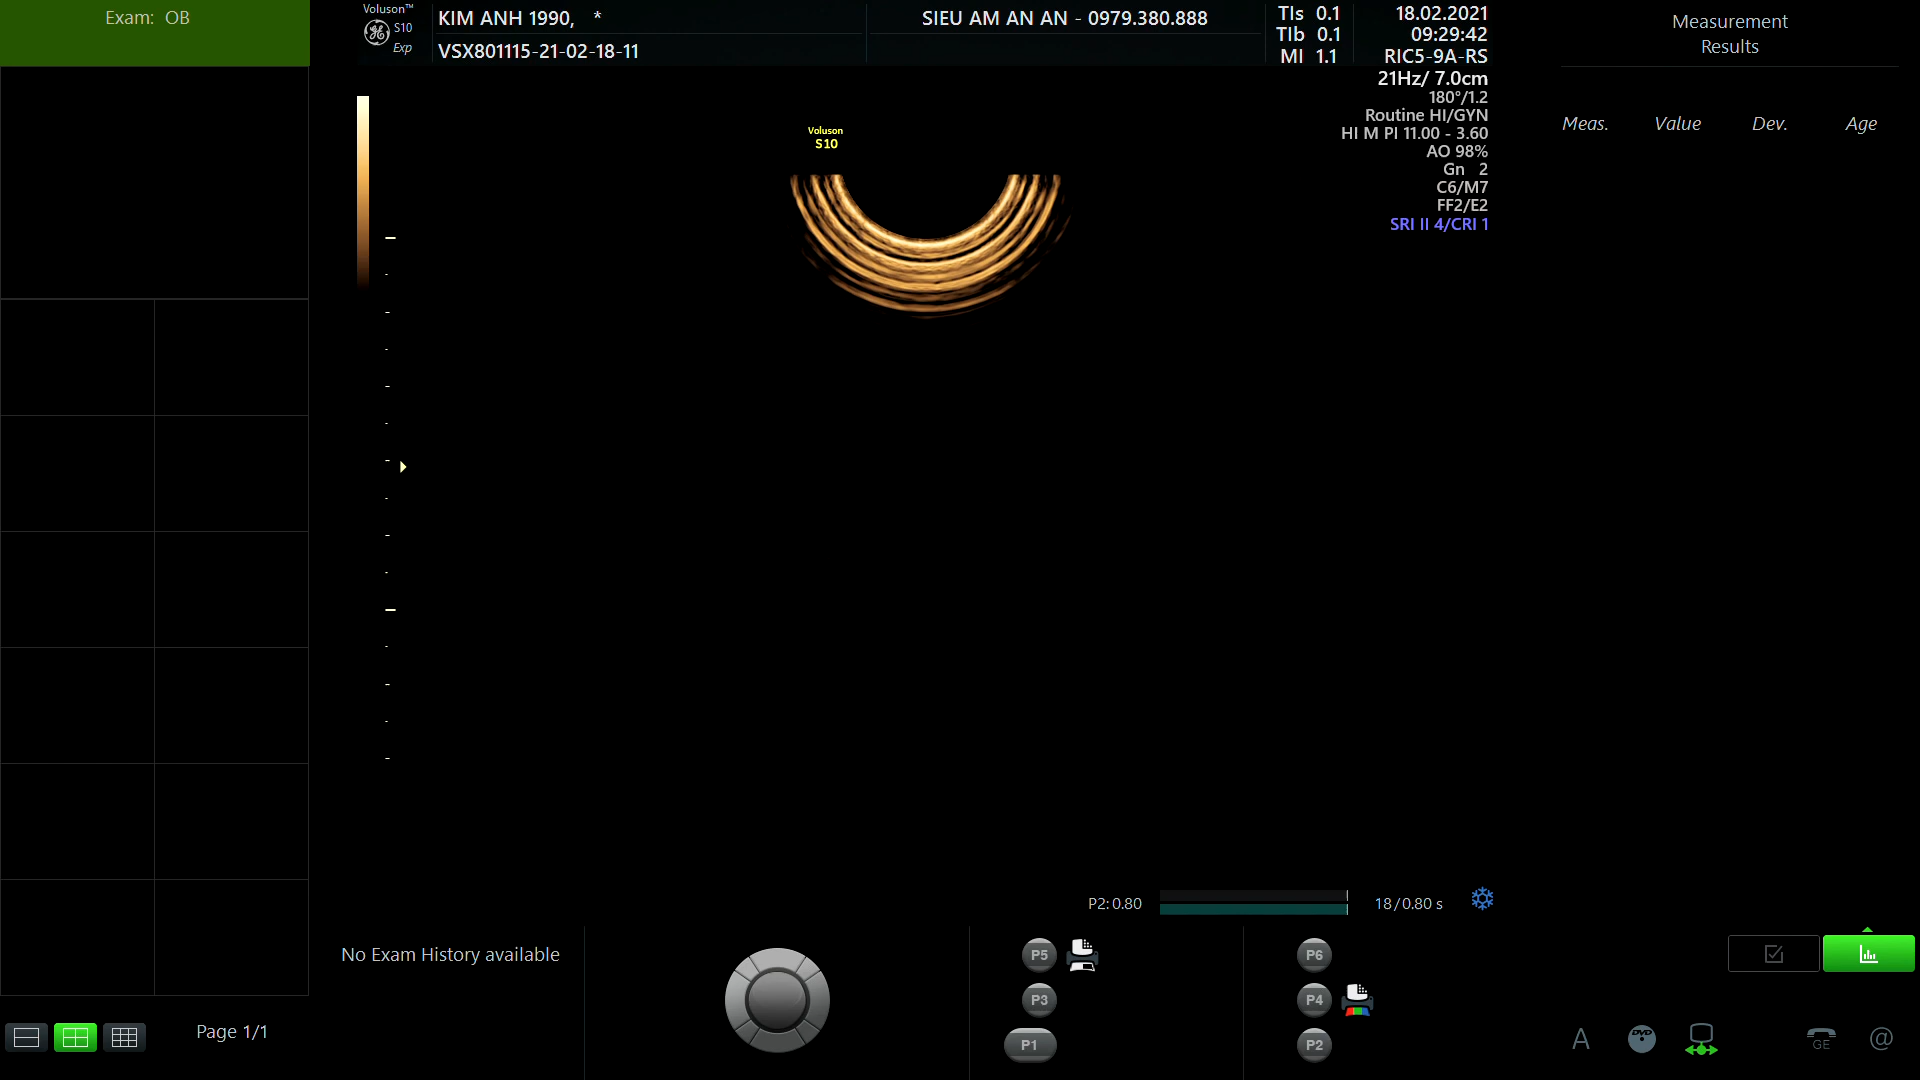 Exam: OB
Voluson™
S10
Exp
KIM ANH 1990, *
VSX801115-21-02-18-11
SIEU AM AN AN - 0979.380.888
TIs 0.1
TIb 0.1
MI 1.1
18.02.2021
09:29:42
RIC5-9A-RS
21Hz/ 7.0cm
180°/1.2
Routine HI/GYN
HI M PI 11.00 - 3.60
AO 98%
Gn 2
C6/M7
FF2/E2
SRI II 4/CRI 1
Measurement
Results
Meas. Value Dev. Age
Voluson
S10
P2: 0.80
18/0.80 s
No Exam History available
P5
P3
P1
P6
P4
P2
Page 1/1
A
DVD
GE
@